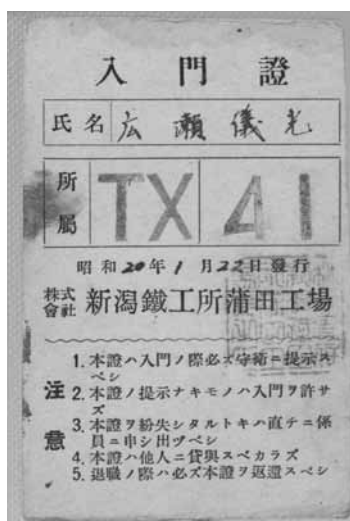 入門證
氏名 広瀬儀光
所屬 TX 41
昭和20年1月22日發行
株式會社 新潟鐵工所蒲田工場
注意
1. 本證ハ入門ノ際必ズ守衛ニ提示ス
ベシ
2. 本證ノ提示ナキモノハ入門ヲ許サ
ズ
3. 本證ヲ紛失シタルトキハ直チニ係
員ニ申シ出ヅベシ
4. 本證ハ他人ニ貸與スベカラズ
5. 退職ノ際ハ必ズ本證ヲ返還スベシ